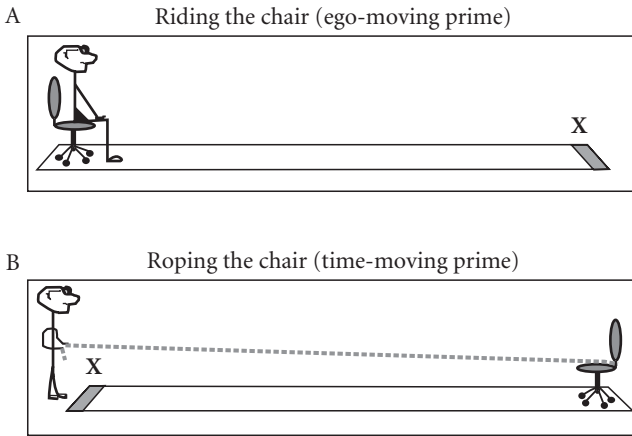 A
Riding the chair (ego-moving prime)
X
B
Roping the chair (time-moving prime)
X